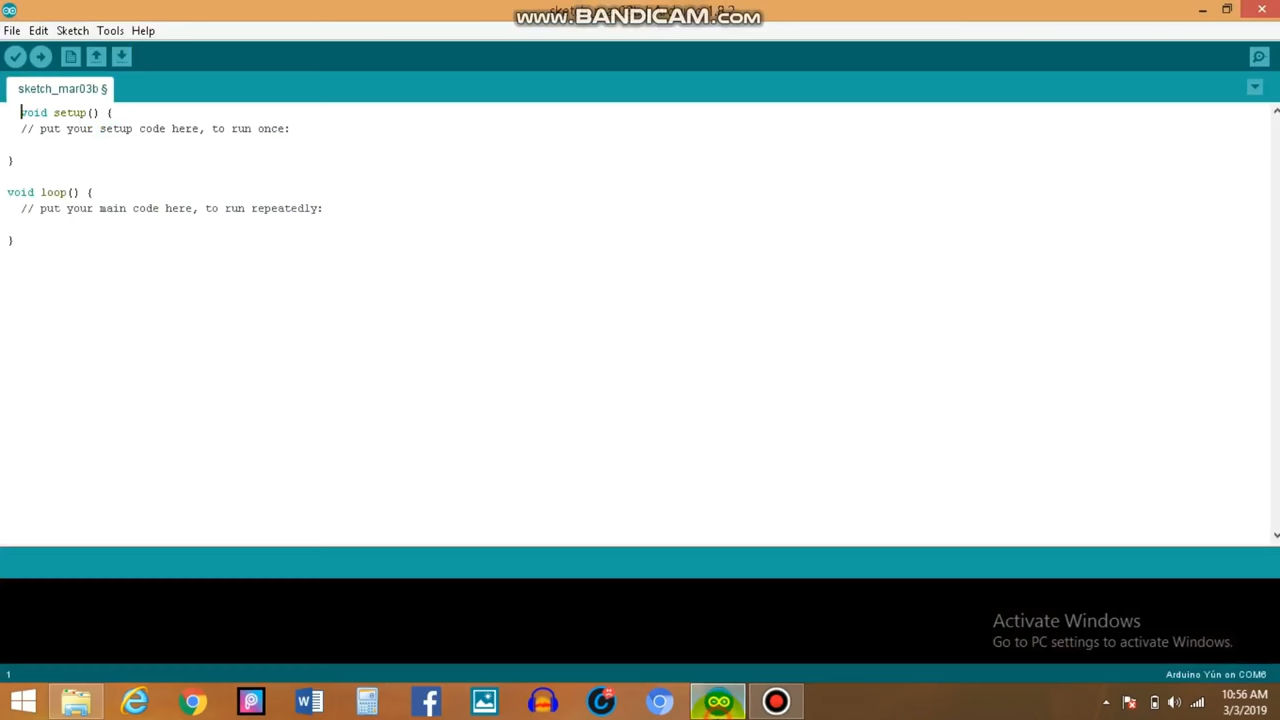 www.BANDICAM.com
File Edit Sketch Tools Help
sketch_mar03b §
void setup() {
// put your setup code here, to run once:
}
void loop() {
// put your main code here, to run repeatedly:
}
Activate Windows
Go to PC settings to activate Windows.
1
Arduino Yún on COM6
10:56 AM
3/3/2019